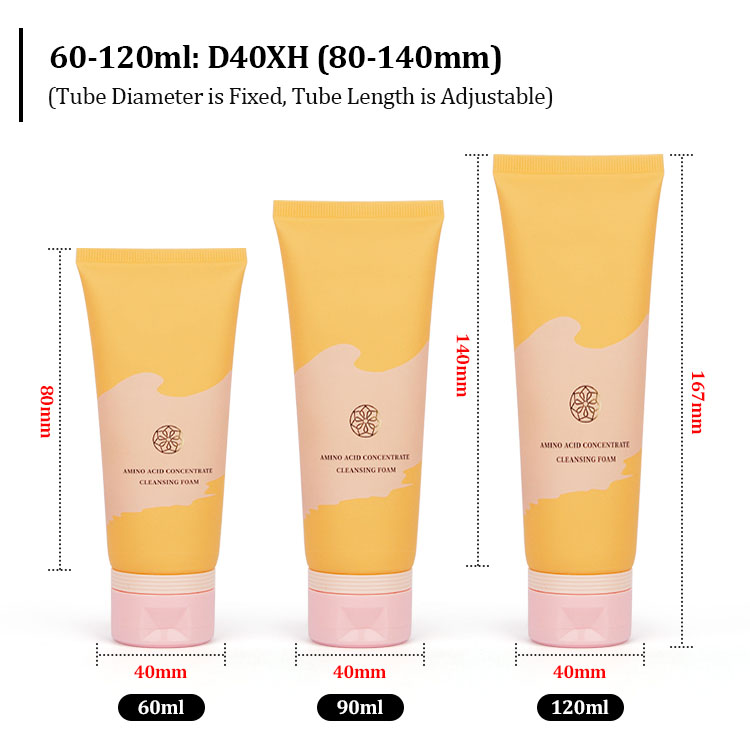 60-120ml: D40XH (80-140mm)
(Tube Diameter is Fixed, Tube Length is Adjustable)
80mm
AMINO ACID CONCENTRATE
CLEANSING FOAM
40mm
60ml
AMINO ACID CONCENTRATE
CLEANSING FOAM
40mm
90ml
140mm
AMINO ACID CONCENTRATE
CLEANSING FOAM
167mm
40mm
120ml